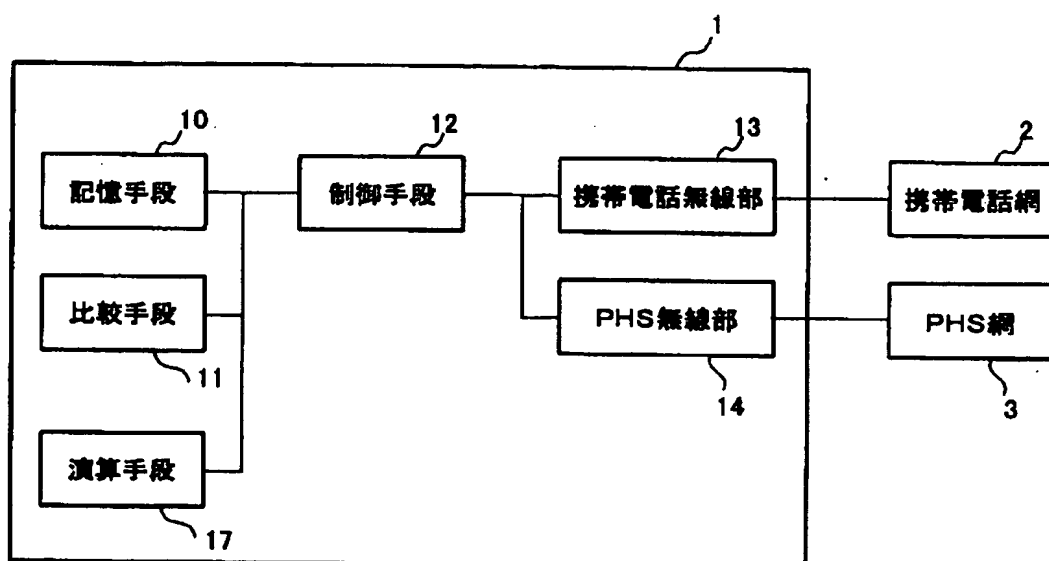 1
10
12
13
2
記憶手段
制御手段
携帯電話無線部
携帯電話網
比較手段
PHS無線部
PHS網
11
14
3
演算手段
17